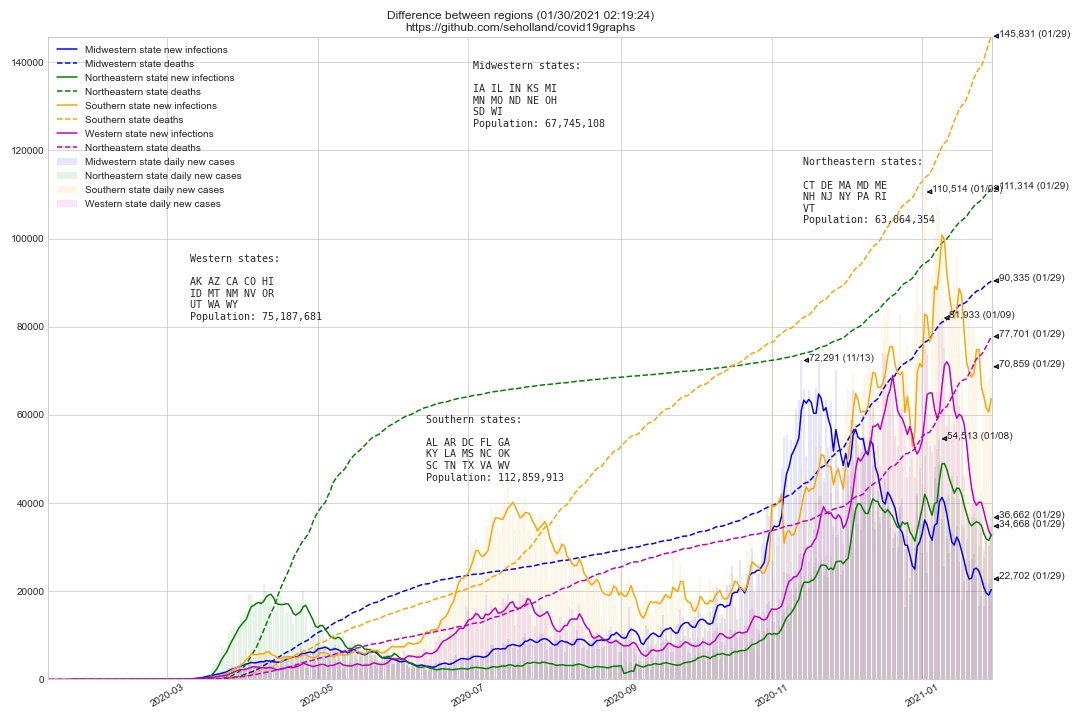 Difference between regions (01/30/2021 02:19:24)
https://github.com/seholland/covid19graphs
Midwestern state new infections
Midwestern state deaths
Northeastern state new infections
Northeastern state deaths
Southern state new infections
Southern state deaths
Western state new infections
Northeastern state deaths
Midwestern state daily new cases
Northeastern state daily new cases
Southern state daily new cases
Western state daily new cases
Midwestern states:
IA IL IN KS MI
MN MO ND NE OH
SD WI
Population: 67,745,108
Northeastern states:
CT DE MA MD ME
NH NJ NY PA RI
VT
Population: 63,064,354
Western states:
AK AZ CA CO HI
ID MT NM NV OR
UT WA WY
Population: 75,187,681
Southern states:
AL AR DC FL GA
KY LA MS NC OK
SC TN TX VA WV
Population: 112,859,913
145,831 (01/29)
110,514
111,314 (01/29)
90,335 (01/29)
81,933 (01/09)
77,701 (01/29)
72,291 (11/13)
70,859 (01/29)
54,513 (01/08)
36,662 (01/29)
34,668 (01/29)
22,702 (01/29)
140000
120000
100000
80000
60000
40000
20000
0
2020-03
2020-05
2020-07
2020-09
2020-11
2021-01